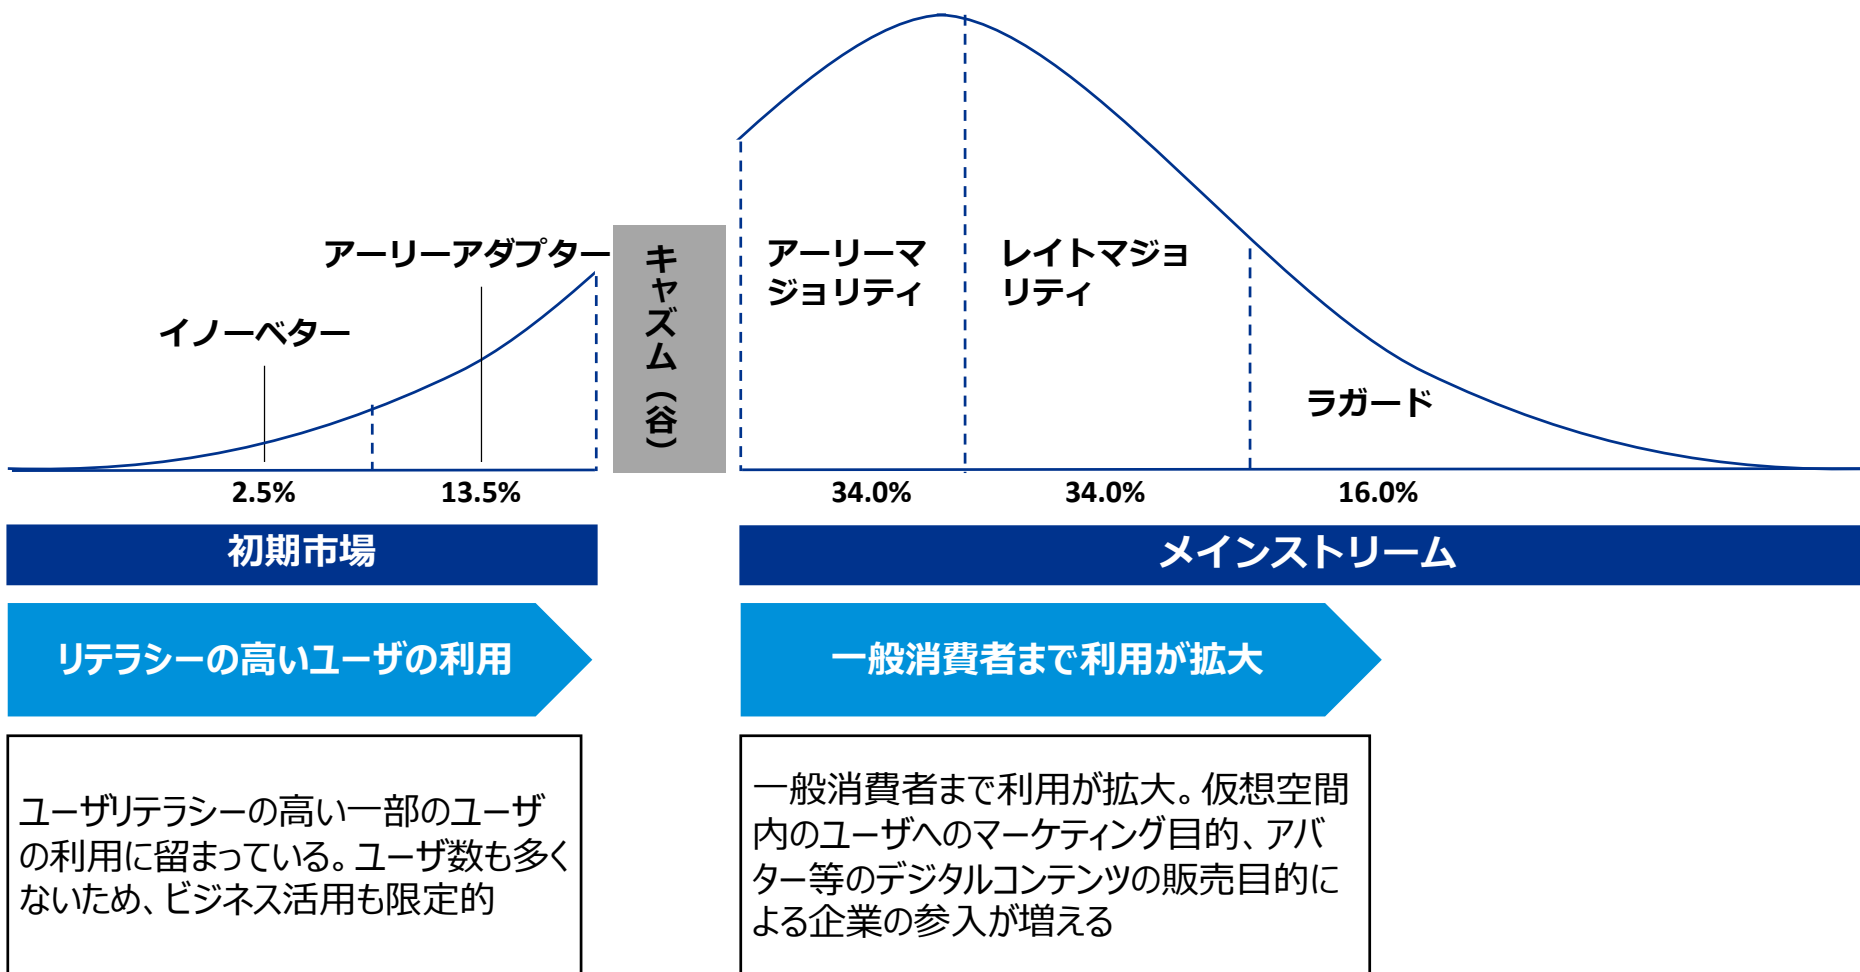 アーリーアダプター
イノーベター
キャズム（谷）
アーリーマ
ジョリティ
レイトマジョ
リティ
ラガード
2.5%
13.5%
34.0%
34.0%
16.0%
初期市場
メインストリーム
リテラシーの高いユーザの利用
一般消費者まで利用が拡大
ユーザリテラシーの高い一部のユーザ
の利用に留まっている。ユーザ数も多く
ないため、ビジネス活用も限定的
一般消費者まで利用が拡大。仮想空間
内のユーザへのマーケティング目的、アバ
ター等のデジタルコンテンツの販売目的に
よる企業の参入が増える